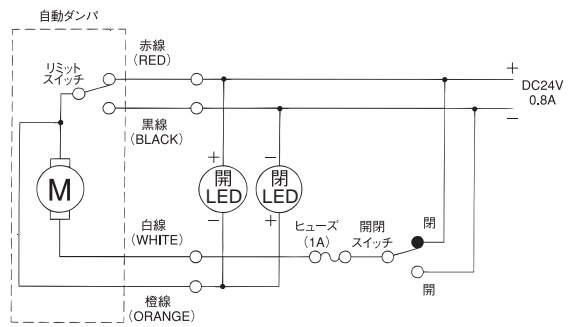 自動ダンパ
リミット
スイッチ
赤線
(RED)
黒線
(BLACK)
+
DC24V
0.8A
−
M
+
開
LED
−
−
閉
LED
+
白線
(WHITE)
ヒューズ
(1A)
開閉
スイッチ
閉
開
橙線
(ORANGE)